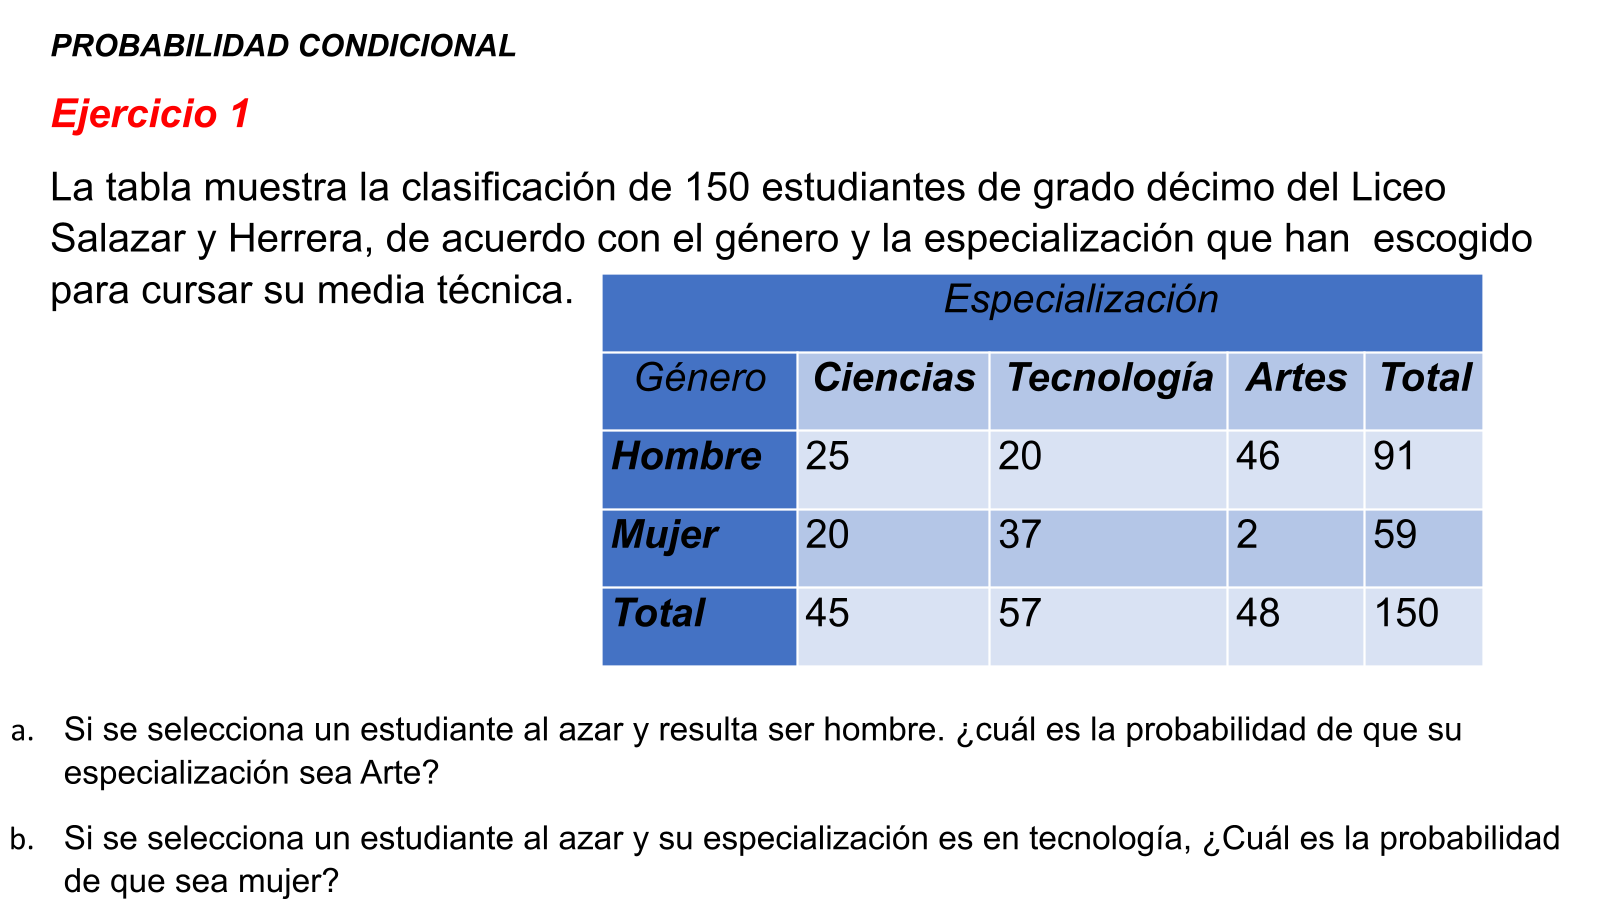 PROBABILIDAD CONDICIONAL
Ejercicio 1
La tabla muestra la clasificación de 150 estudiantes de grado décimo del Liceo
Salazar y Herrera, de acuerdo con el género y la especialización que han  escogido
para cursar su media técnica.
Especialización
Género Ciencias Tecnología Artes Total
Hombre 25 20 46 91
Mujer 20 37 2 59
Total 45 57 48 150
a. Si se selecciona un estudiante al azar y resulta ser hombre. ¿cuál es la probabilidad de que su
especialización sea Arte?
b. Si se selecciona un estudiante al azar y su especialización es en tecnología, ¿Cuál es la probabilidad
de que sea mujer?